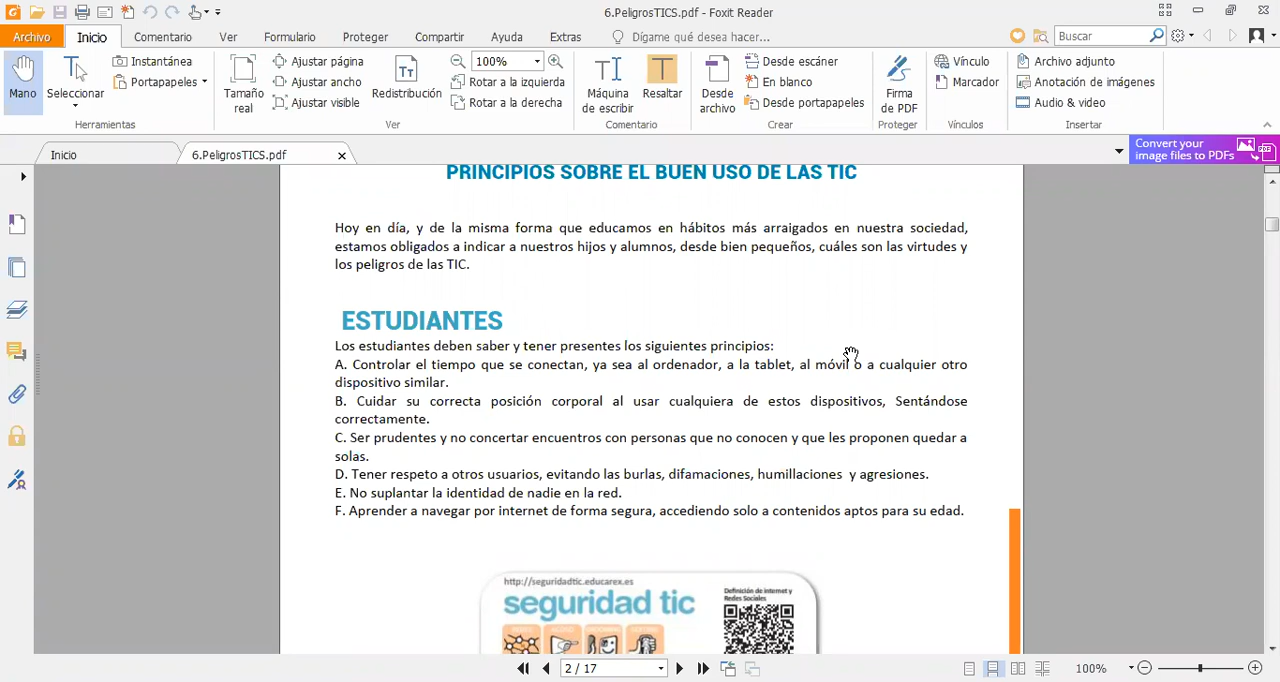 6.PeligrosTICS.pdf - Foxit Reader
Archivo Inicio Comentario Ver Formulario Proteger Compartir Ayuda Extras Dígame qué desea hacer... Buscar
Mano
Seleccionar
Instantánea
Portapapeles
Herramientas
Tamaño real
Ajustar página
Ajustar ancho
Ajustar visible
Redistribución
100%
Rotar a la izquierda
Rotar a la derecha
Ver
Máquina de escribir
Resaltar
Comentario
Desde archivo
Desde escáner
En blanco
Desde portapapeles
Crear
Firma de PDF
Proteger
Vínculo
Marcador
Vínculos
Archivo adjunto
Anotación de imágenes
Audio & video
Insertar
Inicio
6.PeligrosTICS.pdf
Convert your
image files to PDFs
PRINCIPIOS SOBRE EL BUEN USO DE LAS TIC
Hoy en día, y de la misma forma que educamos en hábitos más arraigados en nuestra sociedad,
estamos obligados a indicar a nuestros hijos y alumnos, desde bien pequeños, cuáles son las virtudes y
los peligros de las TIC.
ESTUDIANTES
Los estudiantes deben saber y tener presentes los siguientes principios:
A. Controlar el tiempo que se conectan, ya sea al ordenador, a la tablet, al móvil o a cualquier otro
dispositivo similar.
B. Cuidar su correcta posición corporal al usar cualquiera de estos dispositivos, Sentándose
correctamente.
C. Ser prudentes y no concertar encuentros con personas que no conocen y que les proponen quedar a
solas.
D. Tener respeto a otros usuarios, evitando las burlas, difamaciones, humillaciones y agresiones.
E. No suplantar la identidad de nadie en la red.
F. Aprender a navegar por internet de forma segura, accediendo solo a contenidos aptos para su edad.
http://seguridadtic.educarex.es
seguridad tic
Definición de internet y
Redes Sociales
2 / 17
100%